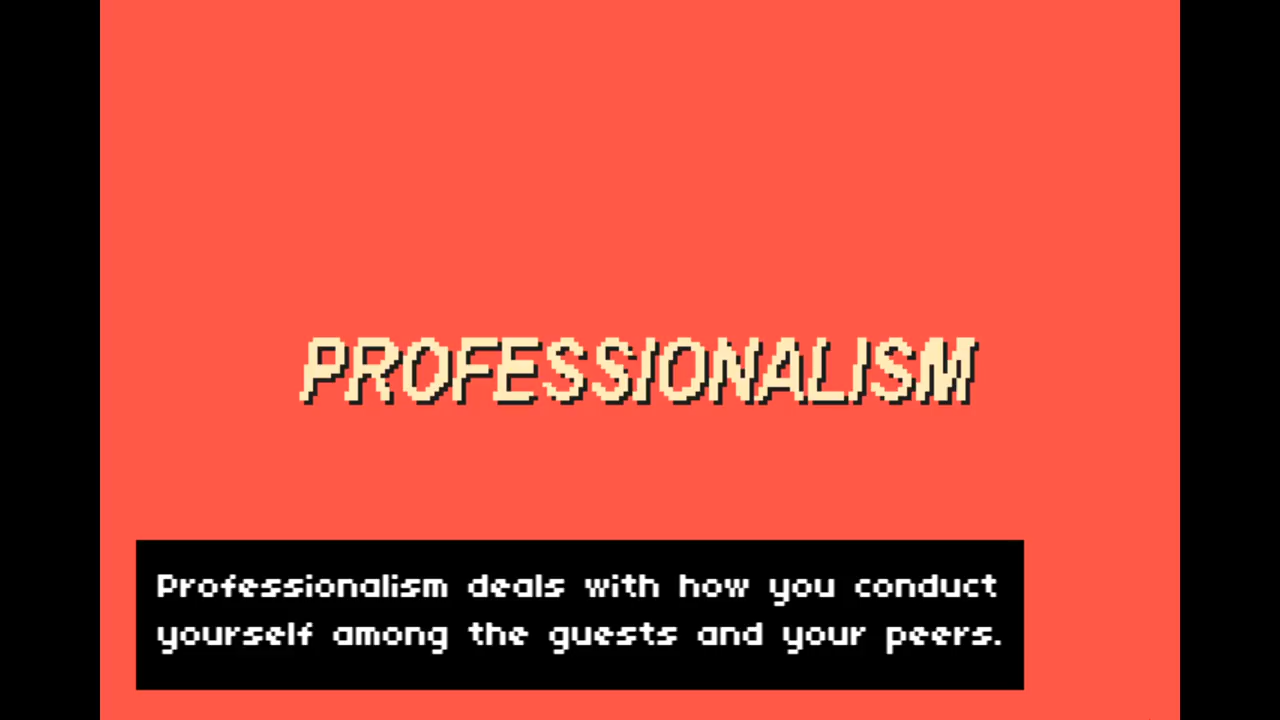 PROFESSIONALISM
Professionalism deals with how you conduct
yourself among the guests and your peers.